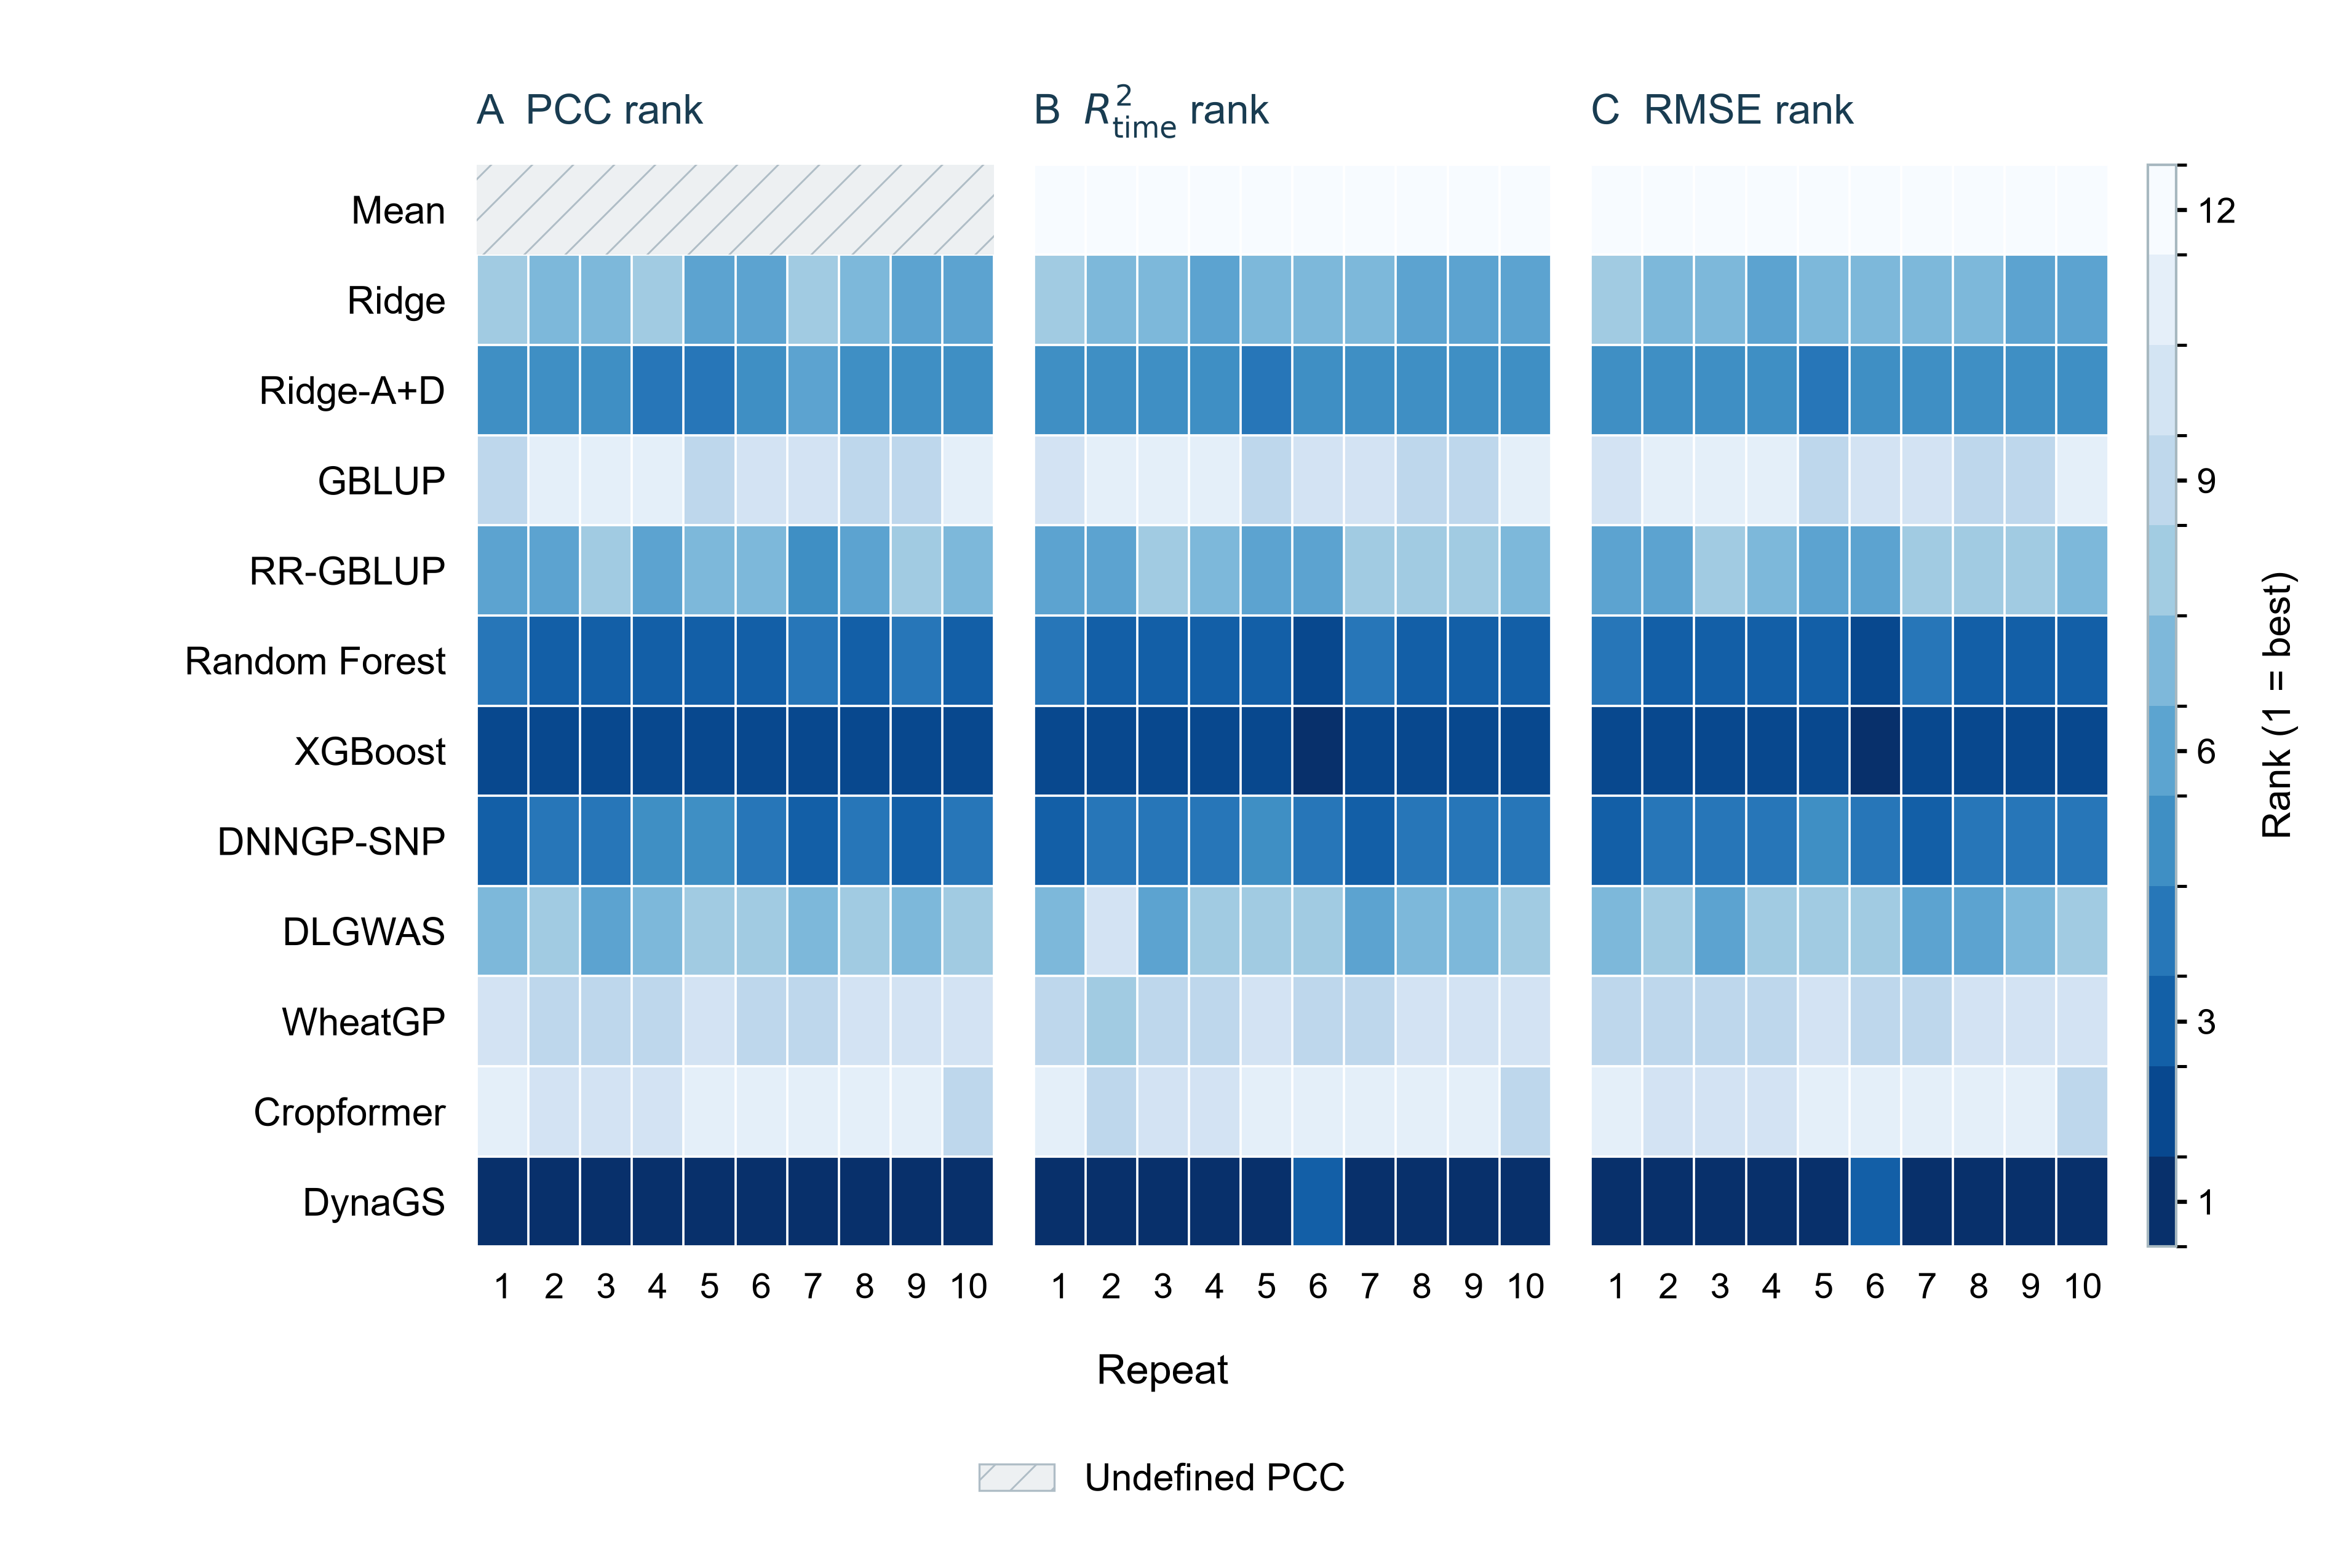 A PCC rank
B R²time rank
C RMSE rank
Mean
Ridge
Ridge-A+D
GBLUP
RR-GBLUP
Random Forest
XGBoost
DNNGP-SNP
DLGWAS
WheatGP
Cropformer
DynaGS
1 2 3 4 5 6 7 8 9 10
1 2 3 4 5 6 7 8 9 10
1 2 3 4 5 6 7 8 9 10
Repeat
12
9
6
3
1
Rank (1 = best)
Undefined PCC